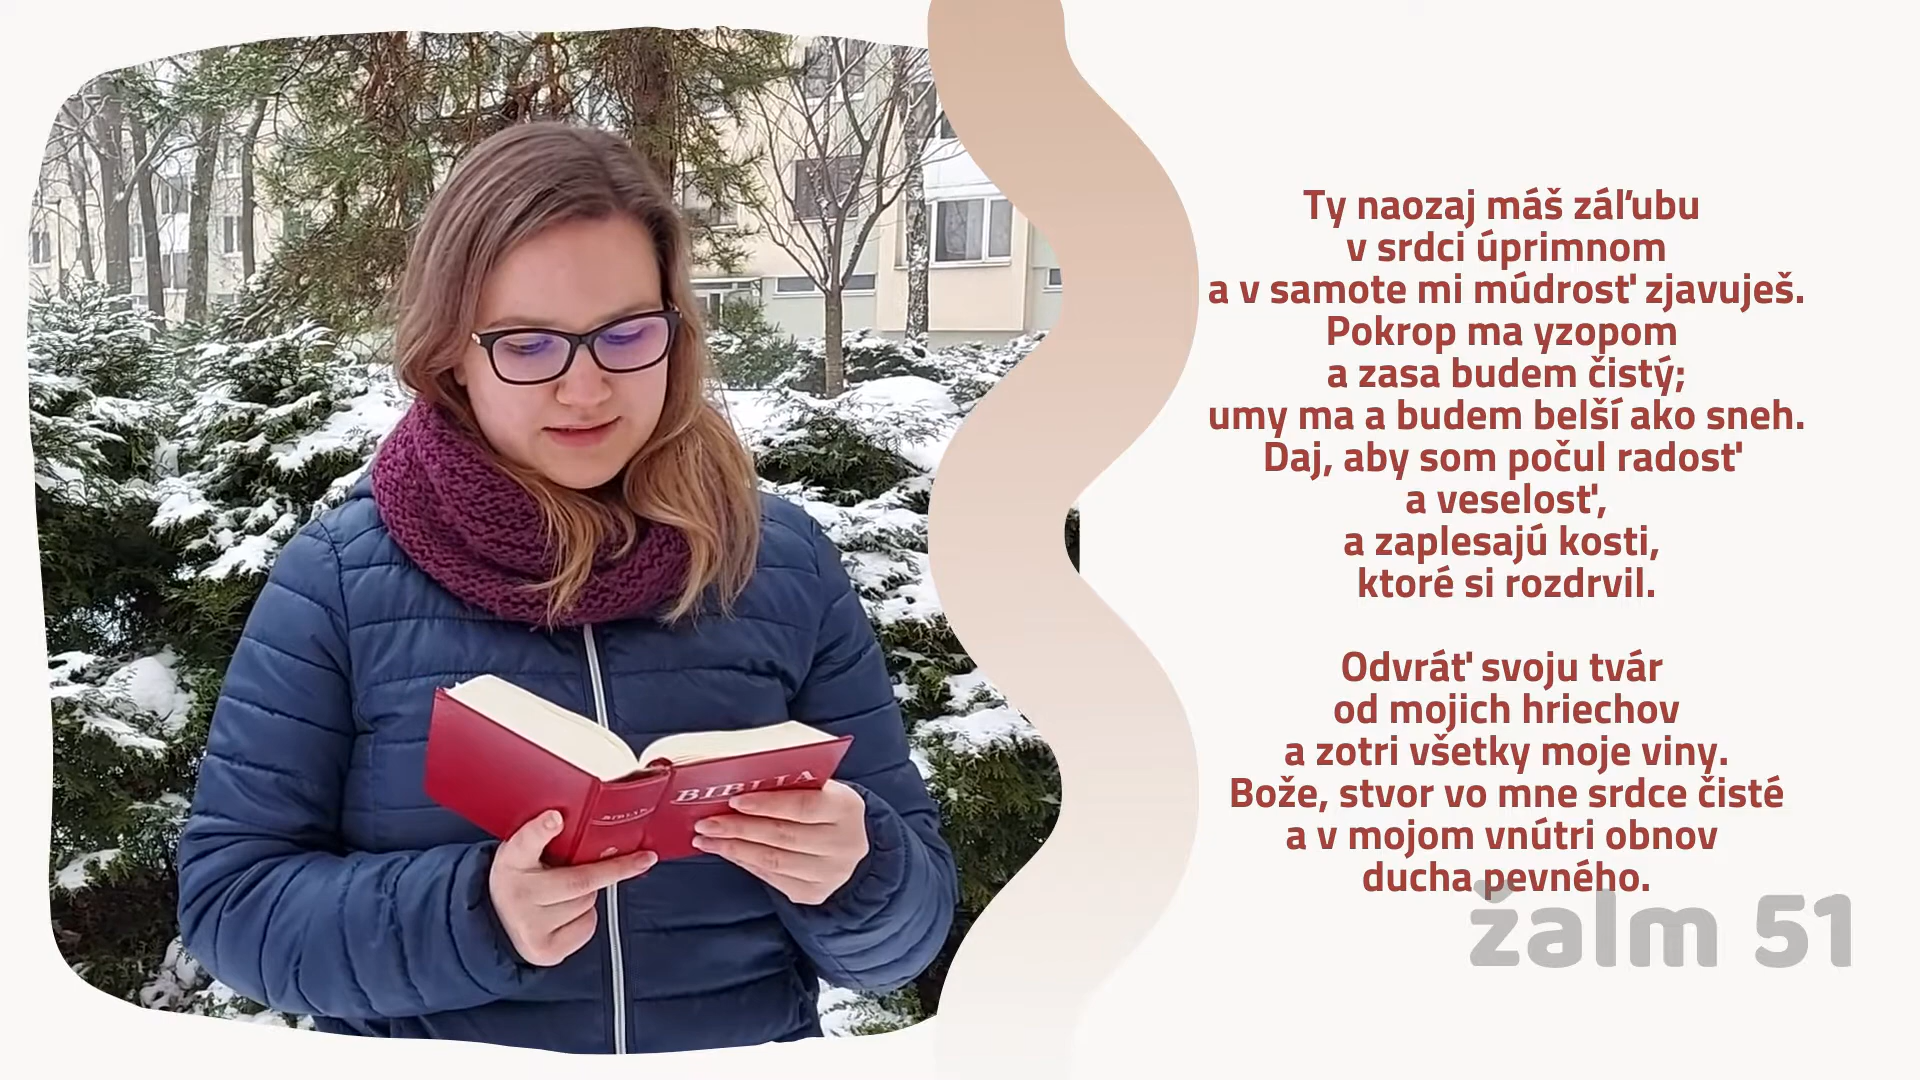 Ty naozaj máš záľubu
v srdci úprimnom
a v samote mi múdrosť zjavuješ.
Pokrop ma yzopom
a zasa budem čistý;
umy ma a budem belší ako sneh.
Daj, aby som počul radosť
a veselosť,
a zaplesajú kosti,
ktoré si rozdrvil.
Odvráť svoju tvár
od mojich hriechov
a zotri všetky moje viny.
Bože, stvor vo mne srdce čisté
a v mojom vnútri obnov
ducha pevného.
žalm 51
BIBLIA
BIBLIA